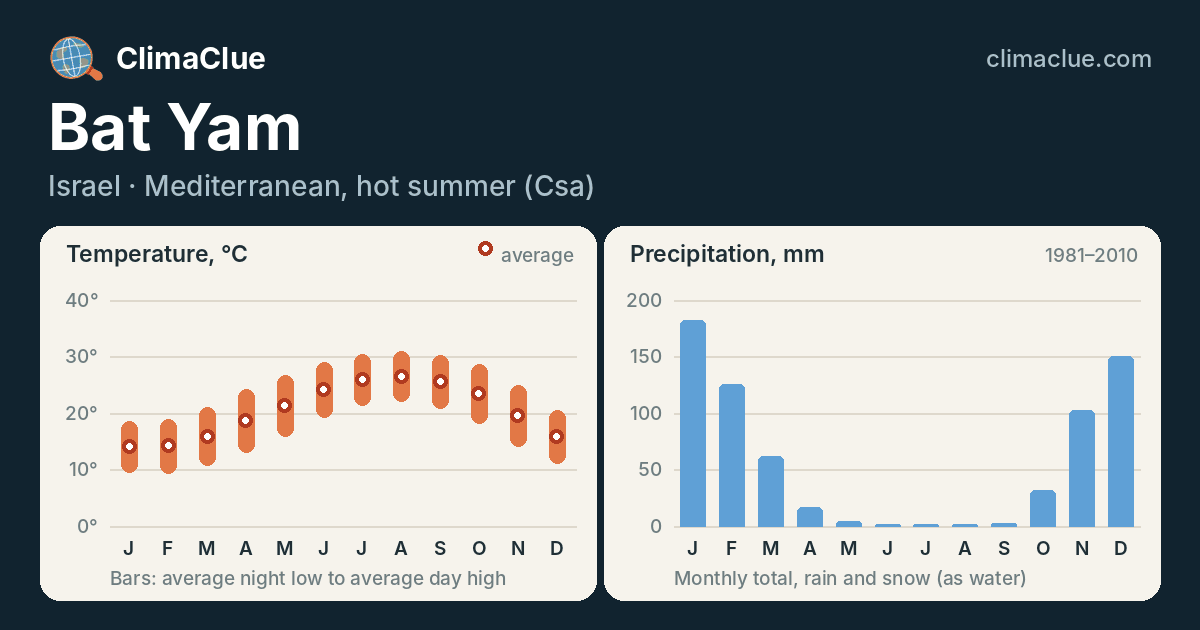 ClimaClue
climaclue.com
Bat Yam
Israel · Mediterranean, hot summer (Csa)
Temperature, °C
average
40°
30°
20°
10°
0°
J F M A M J J A S O N D
Bars: average night low to average day high
Precipitation, mm
1981–2010
200
150
100
50
0
J F M A M J J A S O N D
Monthly total, rain and snow (as water)